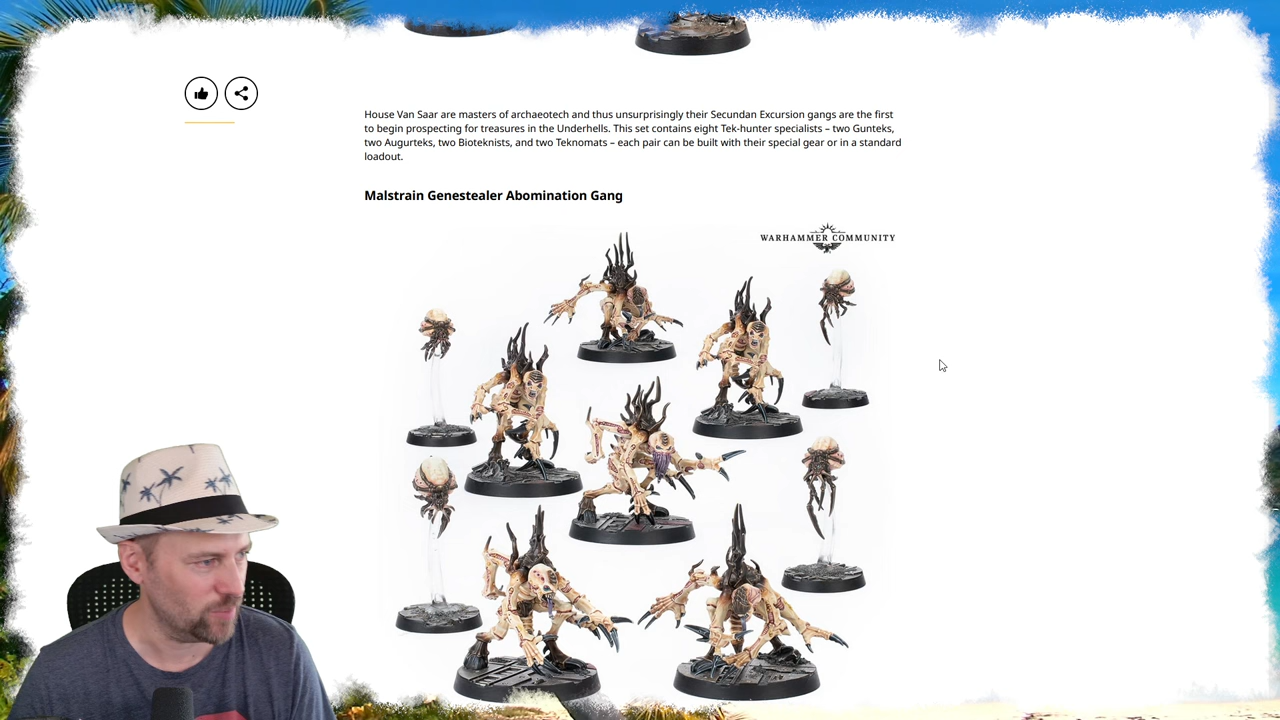 House Van Saar are masters of archaeotech and thus unsurprisingly their Secundan Excursion gangs are the first
to begin prospecting for treasures in the Underhells. This set contains eight Tek-hunter specialists – two Gunteks,
two Augurteks, two Bioteknists, and two Teknomats – each pair can be built with their special gear or in a standard
loadout.
Malstrain Genestealer Abomination Gang
WARHAMMER COMMUNITY